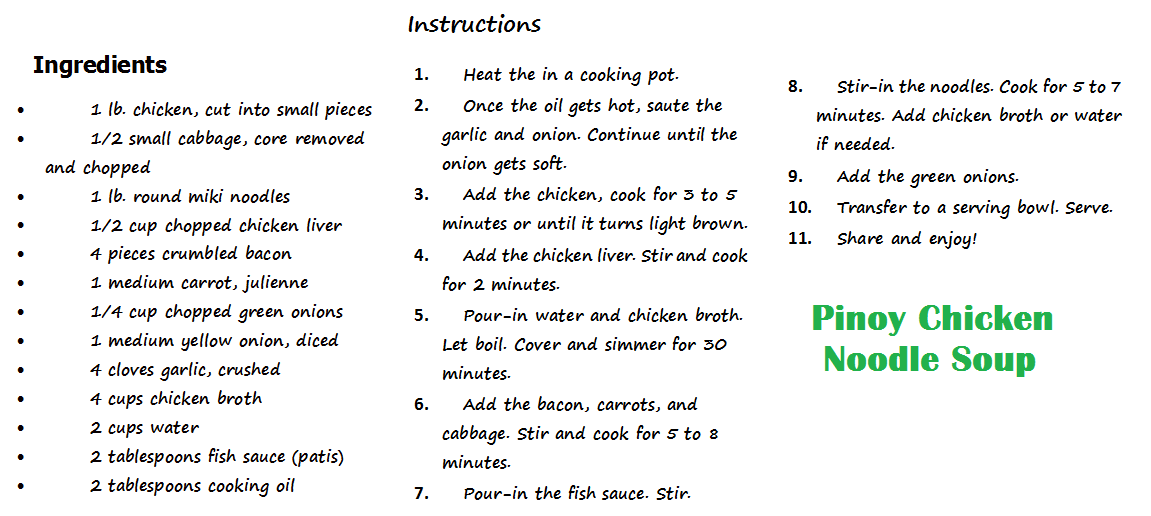 Ingredients
• 1 lb. chicken, cut into small pieces
• 1/2 small cabbage, core removed
and chopped
• 1 lb. round miki noodles
• 1/2 cup chopped chicken liver
• 4 pieces crumbled bacon
• 1 medium carrot, julienne
• 1/4 cup chopped green onions
• 1 medium yellow onion, diced
• 4 cloves garlic, crushed
• 4 cups chicken broth
• 2 cups water
• 2 tablespoons fish sauce (patis)
• 2 tablespoons cooking oil
Instructions
1. Heat the in a cooking pot.
2. Once the oil gets hot, saute the
garlic and onion. Continue until the
onion gets soft.
3. Add the chicken, cook for 3 to 5
minutes or until it turns light brown.
4. Add the chicken liver. Stir and cook
for 2 minutes.
5. Pour-in water and chicken broth.
Let boil. Cover and simmer for 30
minutes.
6. Add the bacon, carrots, and
cabbage. Stir and cook for 5 to 8
minutes.
7. Pour-in the fish sauce. Stir.
8. Stir-in the noodles. Cook for 5 to 7
minutes. Add chicken broth or water
if needed.
9. Add the green onions.
10. Transfer to a serving bowl. Serve.
11. Share and enjoy!
Pinoy Chicken
Noodle Soup